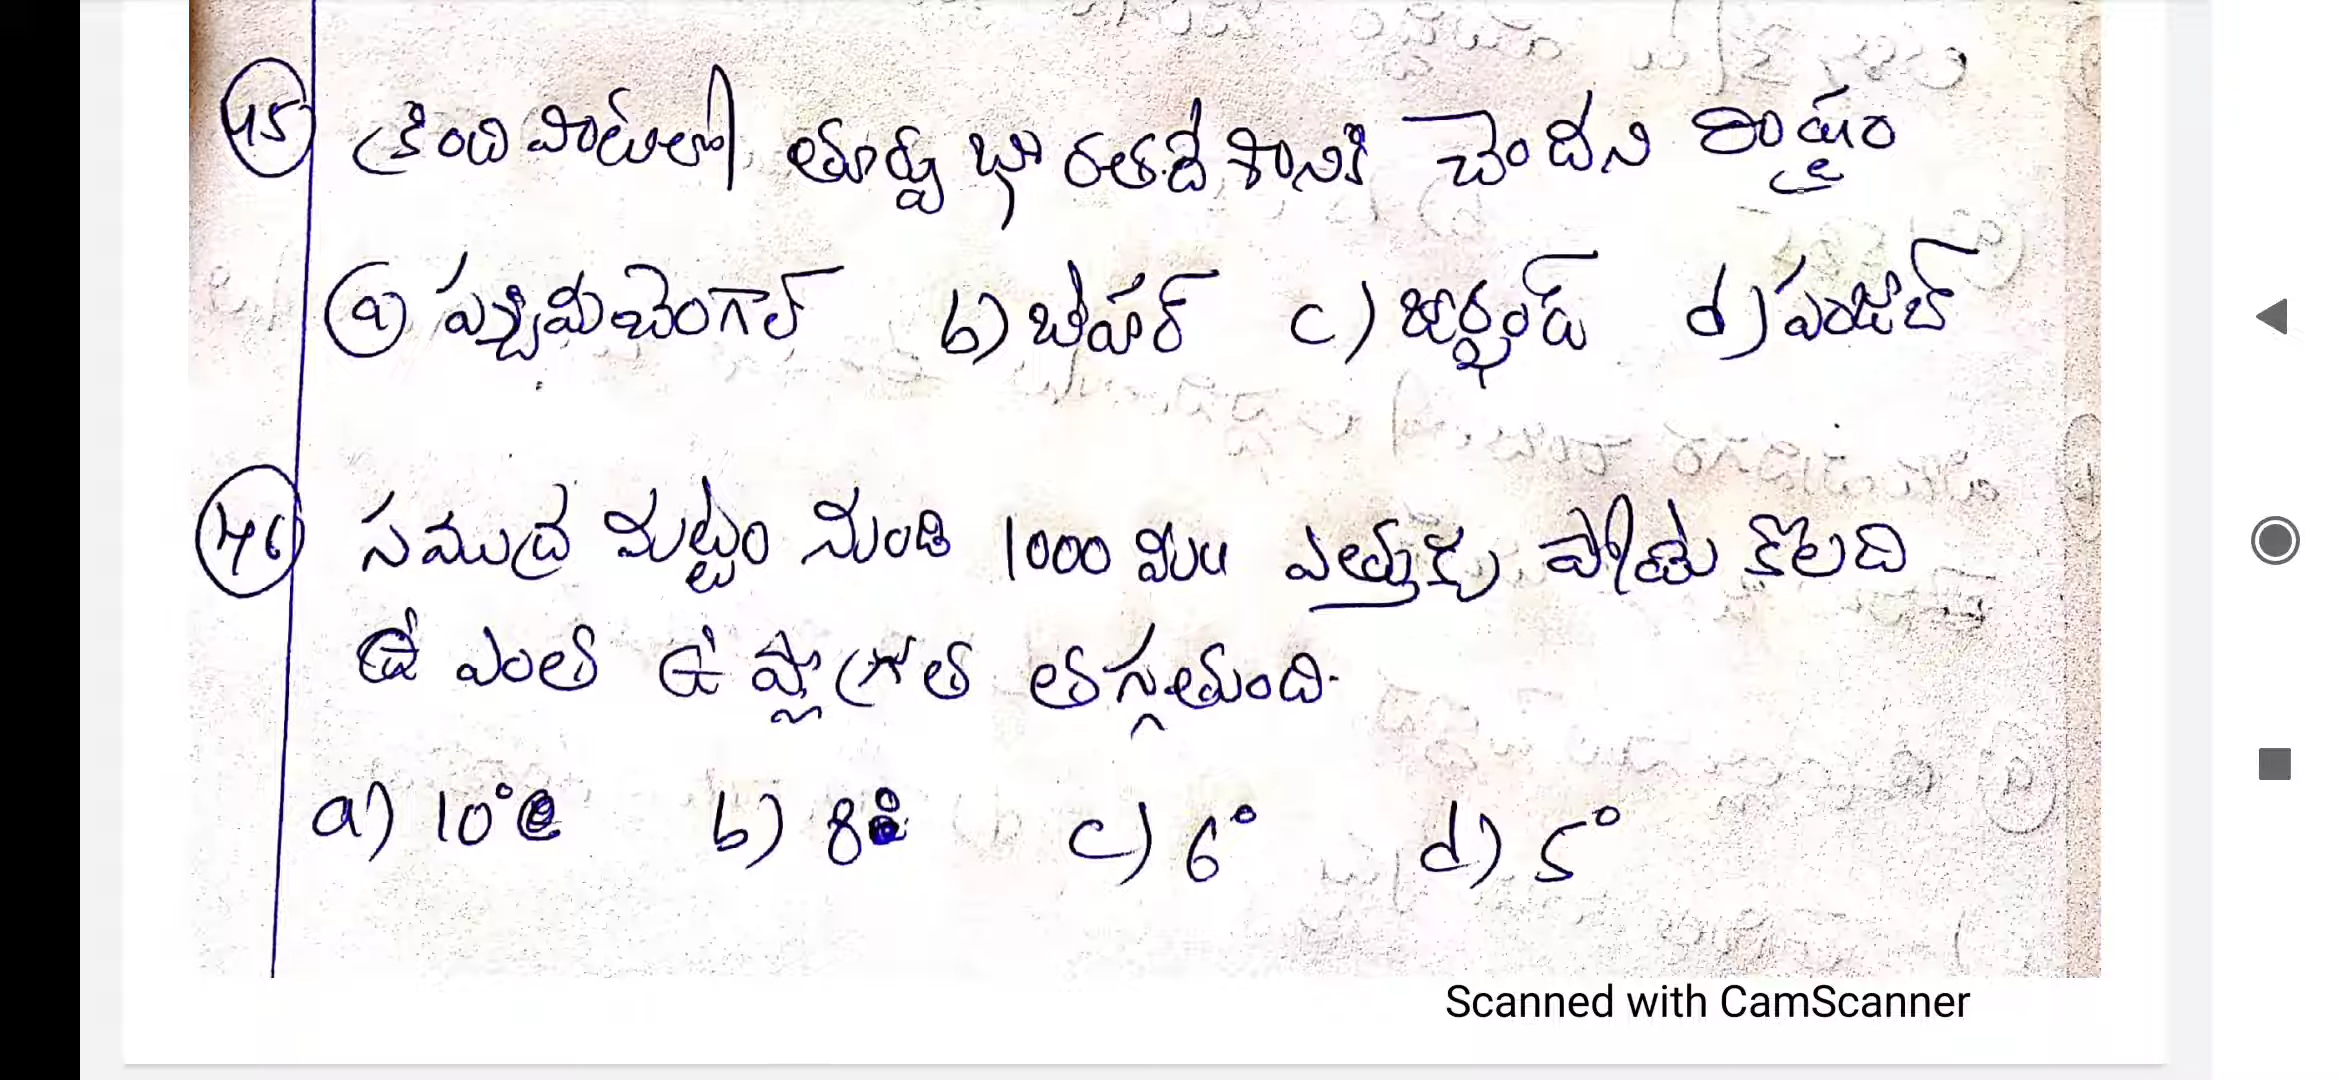 45 క్రింది వాటిలో తూర్పు భారతదేశానికి చెందని రాష్ట్రం
a) పశ్చిమబెంగాల్ b) బీహార్ c) జార్ఖండ్ d) పంజాబ్
46 సముద్ర మట్టం నుండి 1000 మీ॥ ఎత్తుకు పోయే కొలది
ఎంత ఉష్ణోగ్రత తగ్గుతుంది.
a) 10° b) 8° c) 6° d) 5°
Scanned with CamScanner